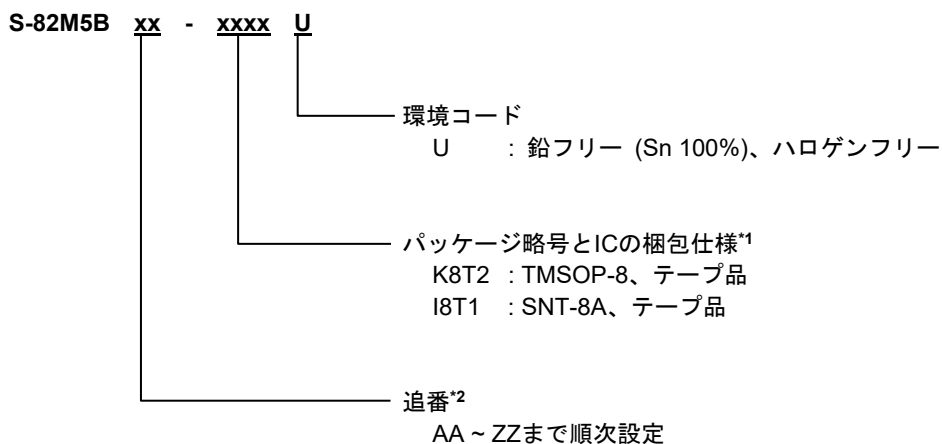 S-82M5B xx - xxxx U
環境コード
U : 鉛フリー (Sn 100%)、ハロゲンフリー
パッケージ略号とICの梱包仕様*1
K8T2 : TMSOP-8、テープ品
I8T1 : SNT-8A、テープ品
追番*2
AA ~ ZZまで順次設定